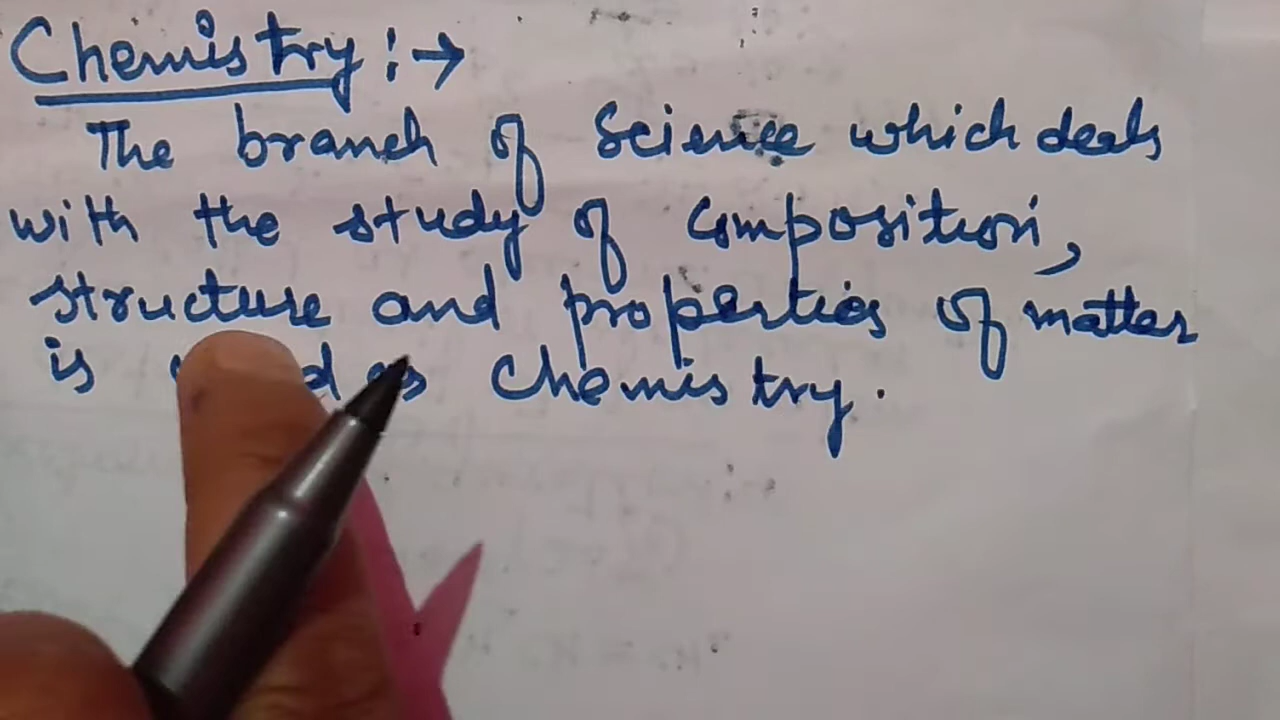 Chemistry :→
The branch of Science which deals
with the study of composition,
structure and properties of matter
is as Chemistry.